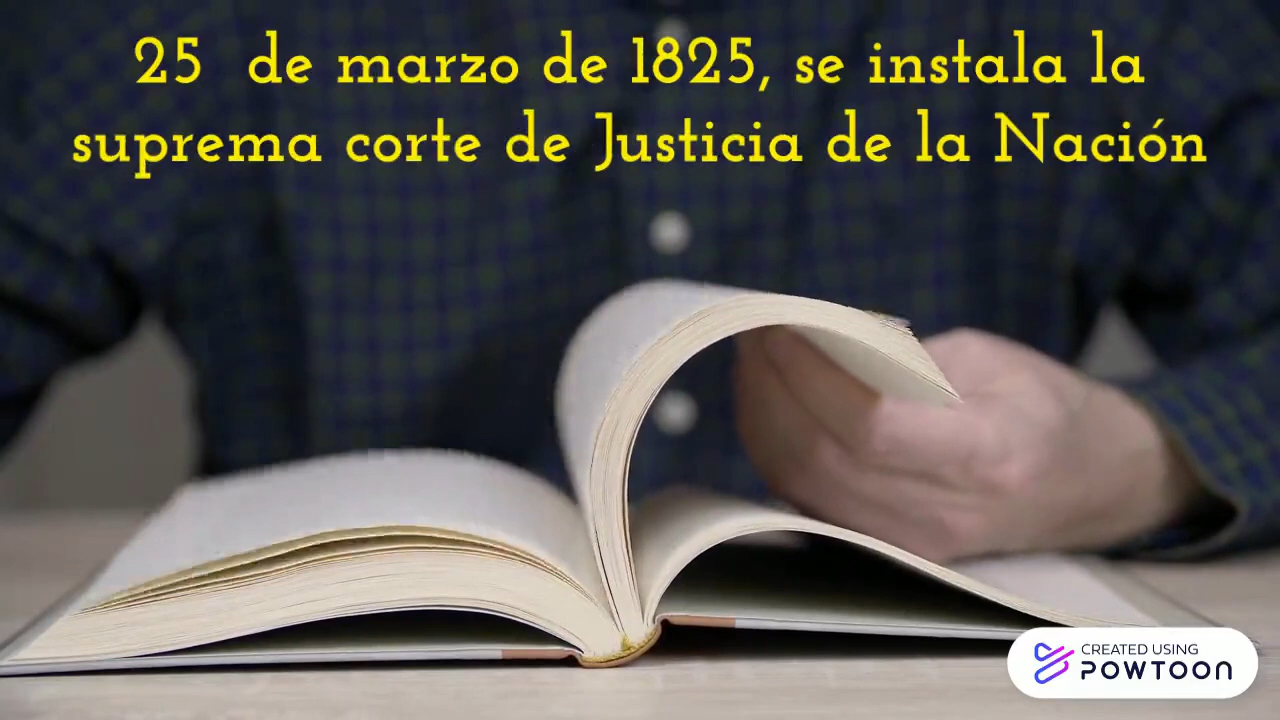 25  de marzo de 1825, se instala la
suprema corte de Justicia de la Nación
CREATED USING
POWTOON